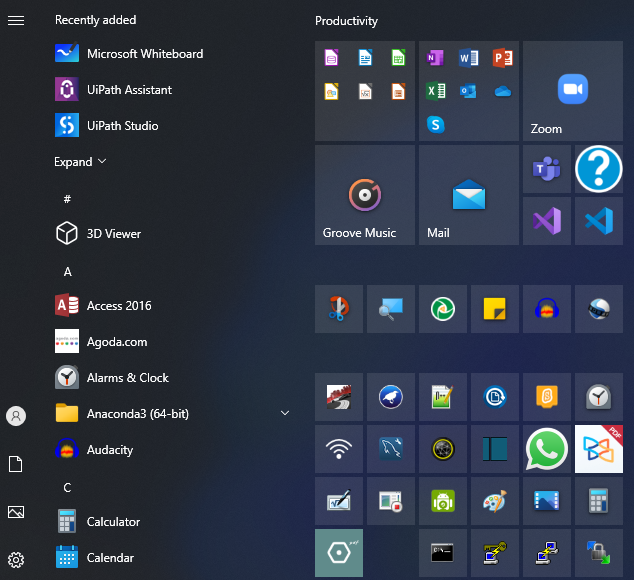 Recently added
Microsoft Whiteboard
UiPath Assistant
UiPath Studio
Expand
#
3D Viewer
A
Access 2016
Agoda.com
Alarms & Clock
Anaconda3 (64-bit)
Audacity
C
Calculator
Calendar
Productivity
Zoom
Groove Music
Mail
PDF